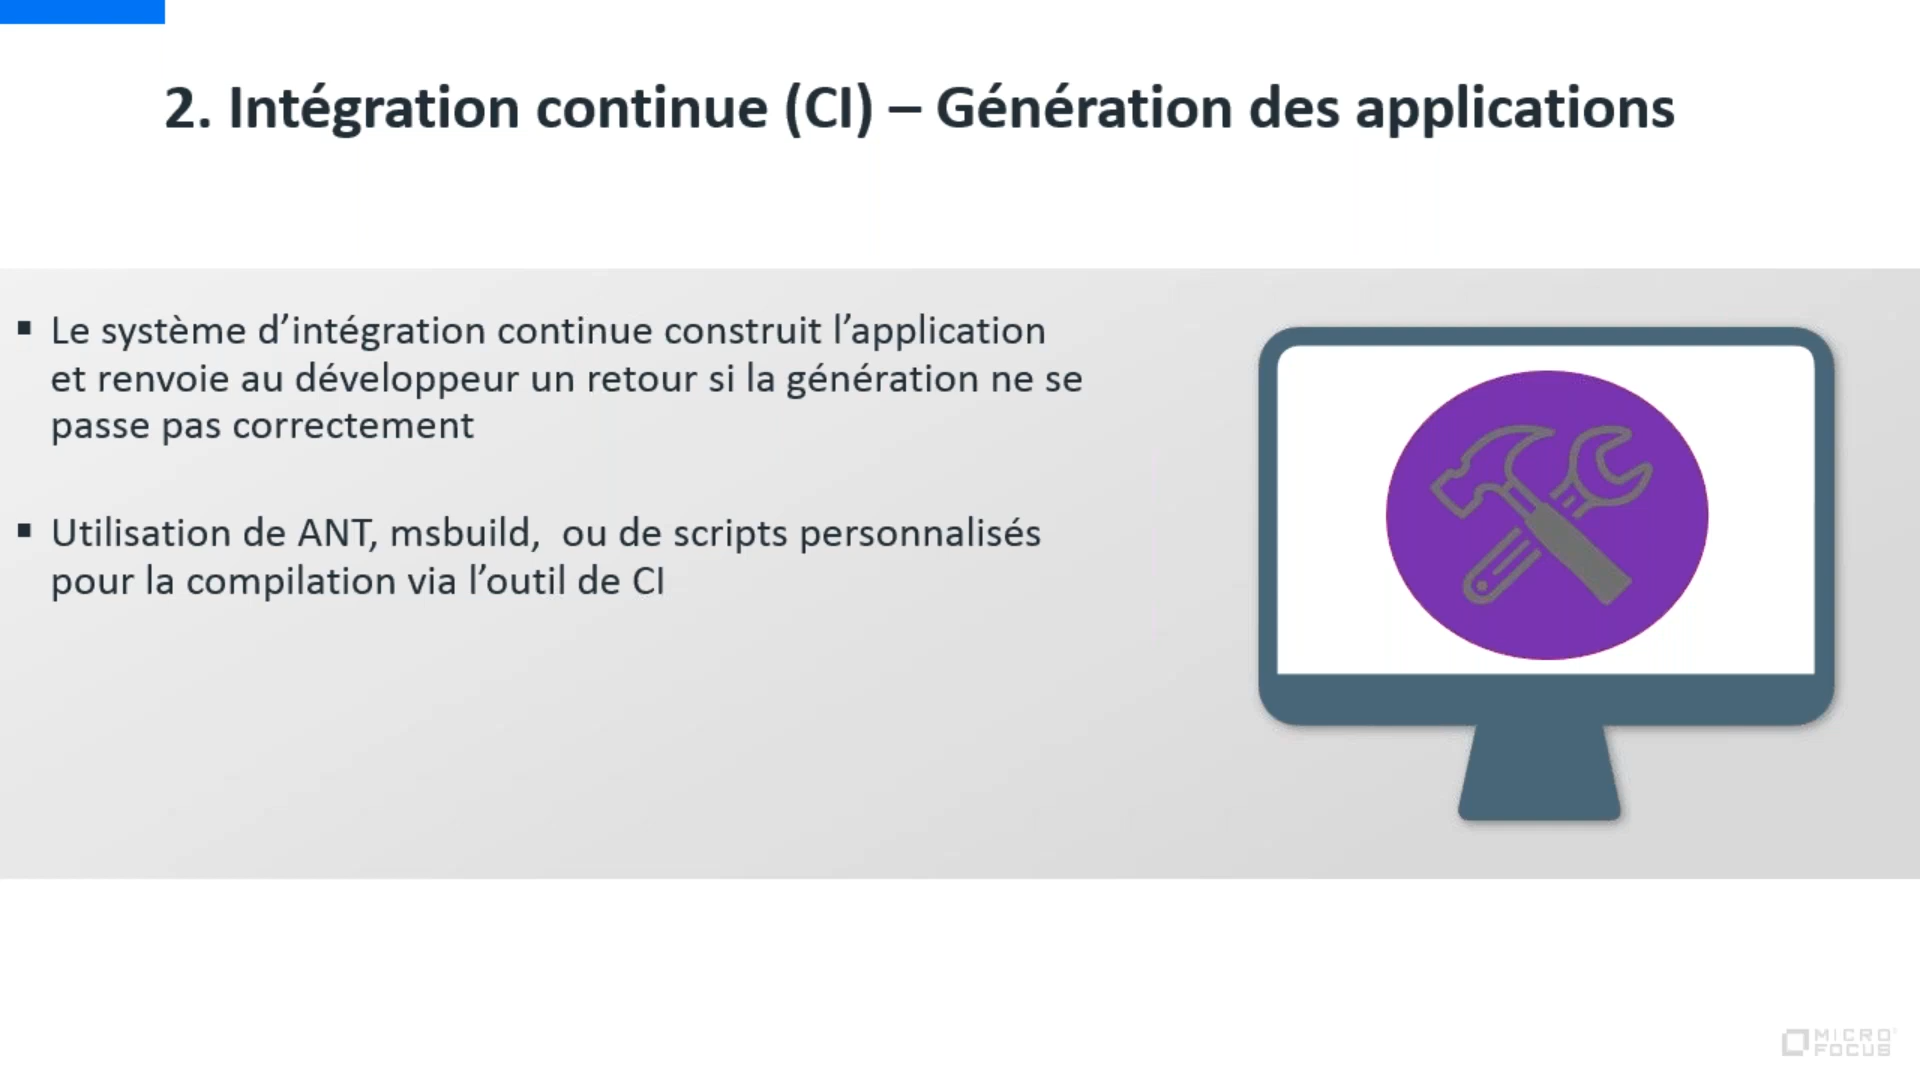 2. Intégration continue (CI) – Génération des applications
▪ Le système d’intégration continue construit l’application
et renvoie au développeur un retour si la génération ne se
passe pas correctement
▪ Utilisation de ANT, msbuild,  ou de scripts personnalisés
pour la compilation via l’outil de CI
MICRO
FOCUS